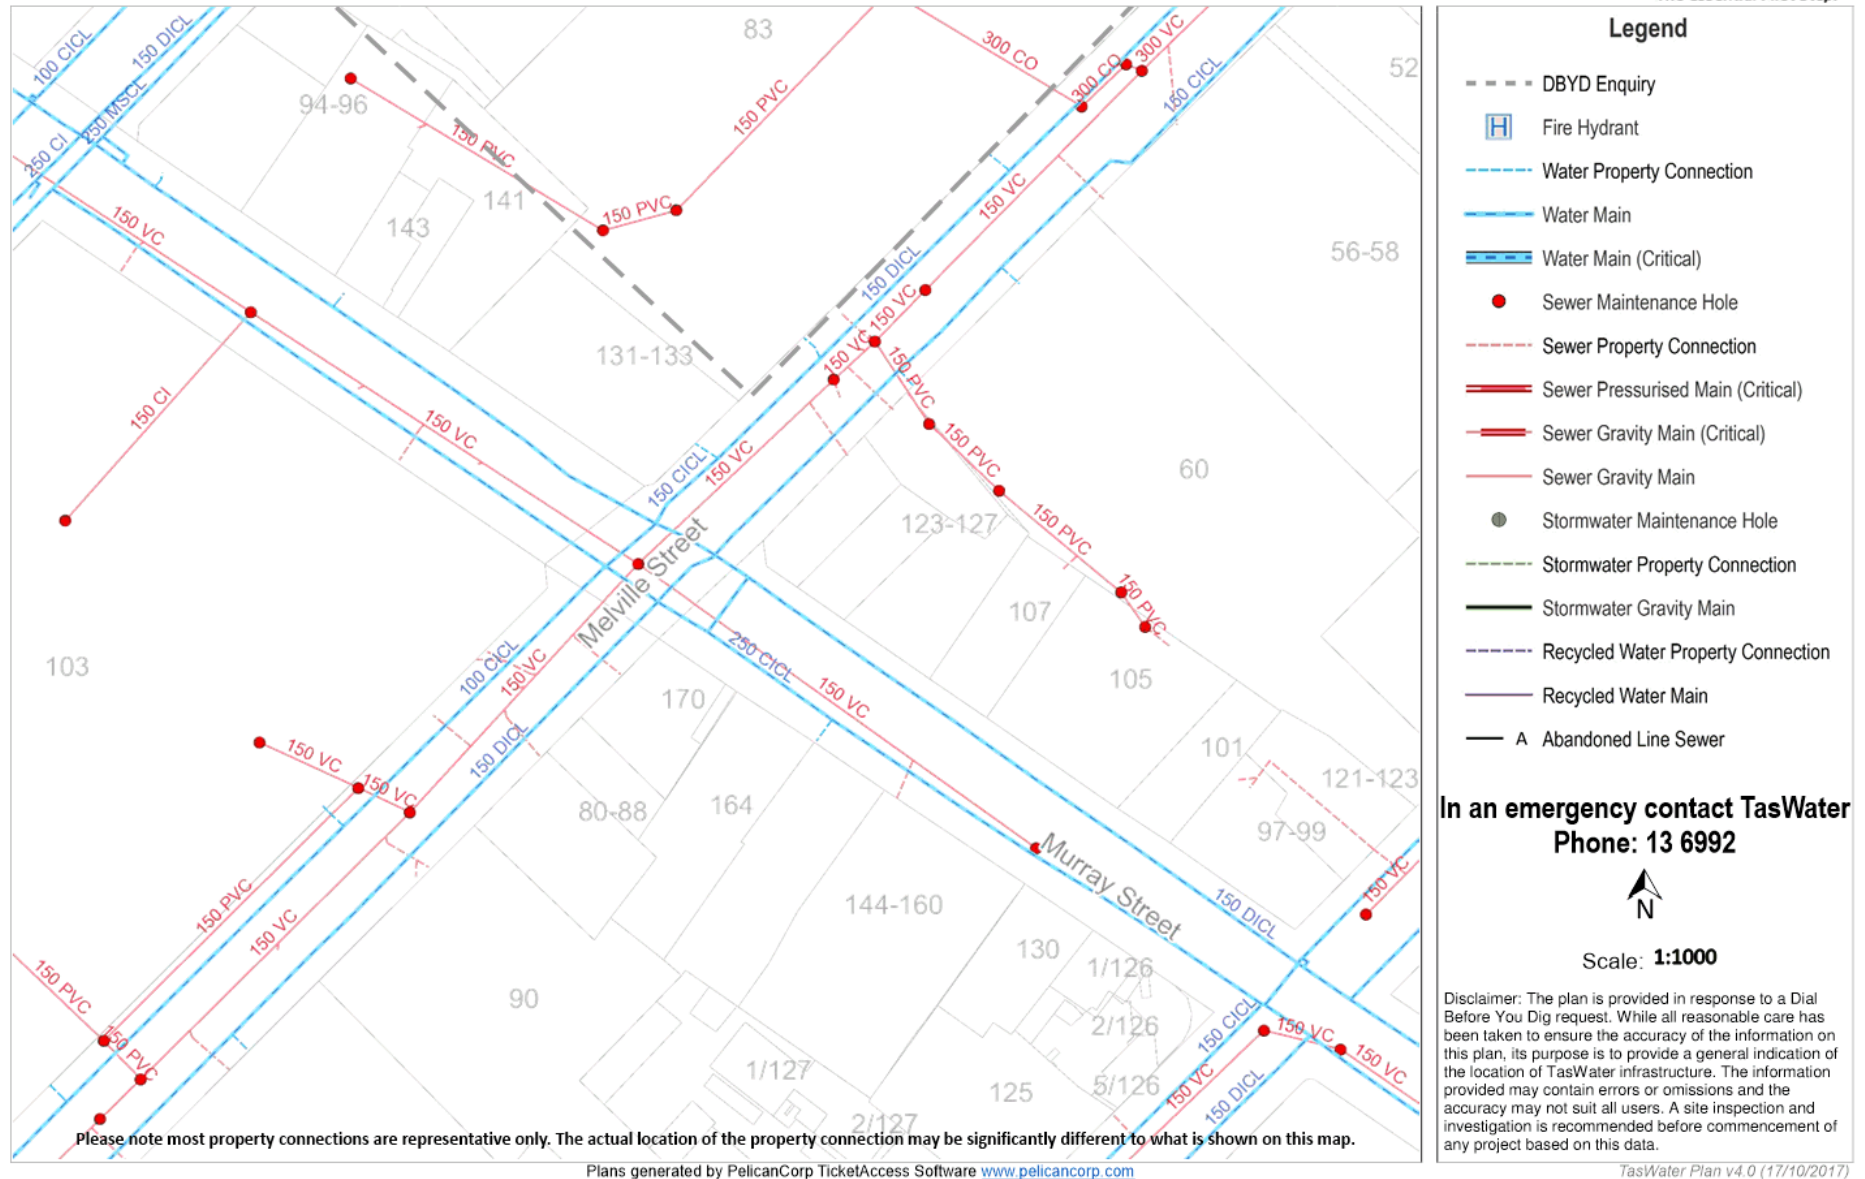 83
300 CO
300 VC
300 CO
150 CICL
52
100 CICL
150 DICL
250 MSCL
250 CI
94-96
150 PVC
150 PVC
141
150 PVC
143
150 VC
150 VC
56-58
150 DICL
150 VC
131-133
150 VC
150 PVC
150 CI
150 VC
150 PVC
150 CICL
150 VC
60
123-127
150 PVC
Melville Street
107
150 PVC
103
100 CICL
150 VC
250 CICL
170
150 VC
105
150 DICL
101
121-123
150 VC
150 VC
80-88
164
97-99
150 VC
150 PVC
150 VC
144-160
Murray Street
150 DICL
130
1/126
150 PVC
90
2/126
150 CICL
150 VC
150 VC
150 PVC
1/127
125
5/126
150 VC
150 DICL
2/127
Please note most property connections are representative only. The actual location of the property connection may be significantly different to what is shown on this map.
Plans generated by PelicanCorp TicketAccess Software www.pelicancorp.com
Legend
DBYD Enquiry
H Fire Hydrant
Water Property Connection
Water Main
Water Main (Critical)
Sewer Maintenance Hole
Sewer Property Connection
Sewer Pressurised Main (Critical)
Sewer Gravity Main (Critical)
Sewer Gravity Main
Stormwater Maintenance Hole
Stormwater Property Connection
Stormwater Gravity Main
Recycled Water Property Connection
Recycled Water Main
A Abandoned Line Sewer
In an emergency contact TasWater
Phone: 13 6992
N
Scale: 1:1000
Disclaimer: The plan is provided in response to a Dial
Before You Dig request. While all reasonable care has
been taken to ensure the accuracy of the information on
this plan, its purpose is to provide a general indication of
the location of TasWater infrastructure. The information
provided may contain errors or omissions and the
accuracy may not suit all users. A site inspection and
investigation is recommended before commencement of
any project based on this data.
TasWater Plan v4.0 (17/10/2017)